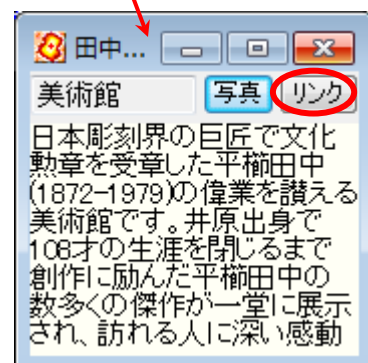 田中...
美術館
写真
リンク
日本彫刻界の巨匠で文化
勲章を受章した平櫛田中
(1872-1979)の偉業を讃える
美術館です。井原出身で
108才の生涯を閉じるまで
創作に励んだ平櫛田中の
数多くの傑作が一堂に展示
され、訪れる人に深い感動